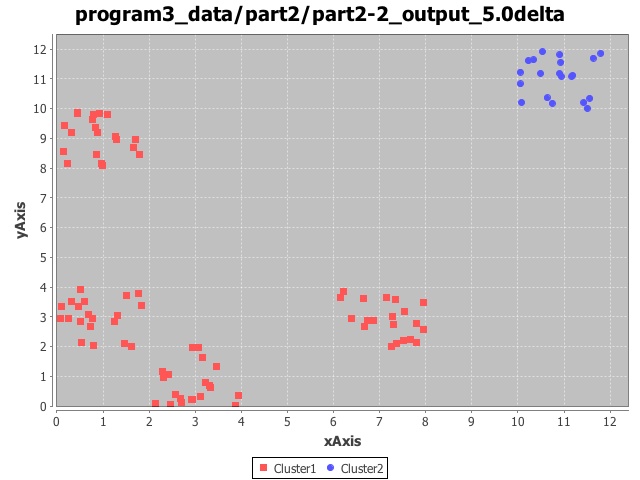 program3_data/part2/part2-2_output_5.0delta
yAxis
12
11
10
9
8
7
6
5
4
3
2
1
0
0 1 2 3 4 5 6 7 8 9 10 11 12
xAxis
Cluster1 Cluster2